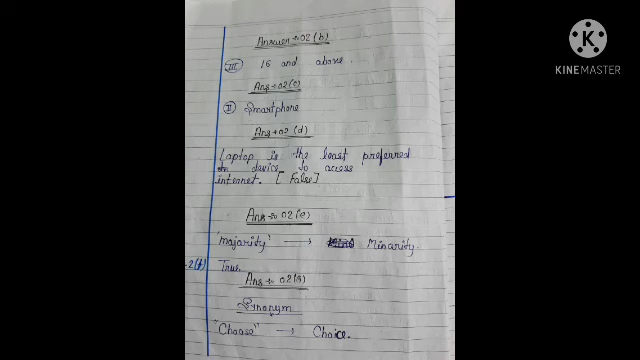 Answer → 02 (b)
III 16 and above.
Ans → 02 (c)
II Smartphone
Ans → 02 (d)
Laptop is the least preferred
device to access
internet. [False]
Ans → 02 (e)
"Majority" → Minarity.
2(f) True
Ans → 02 (g)
Synonym
"Choose" → Choice.
K
KINEMASTER